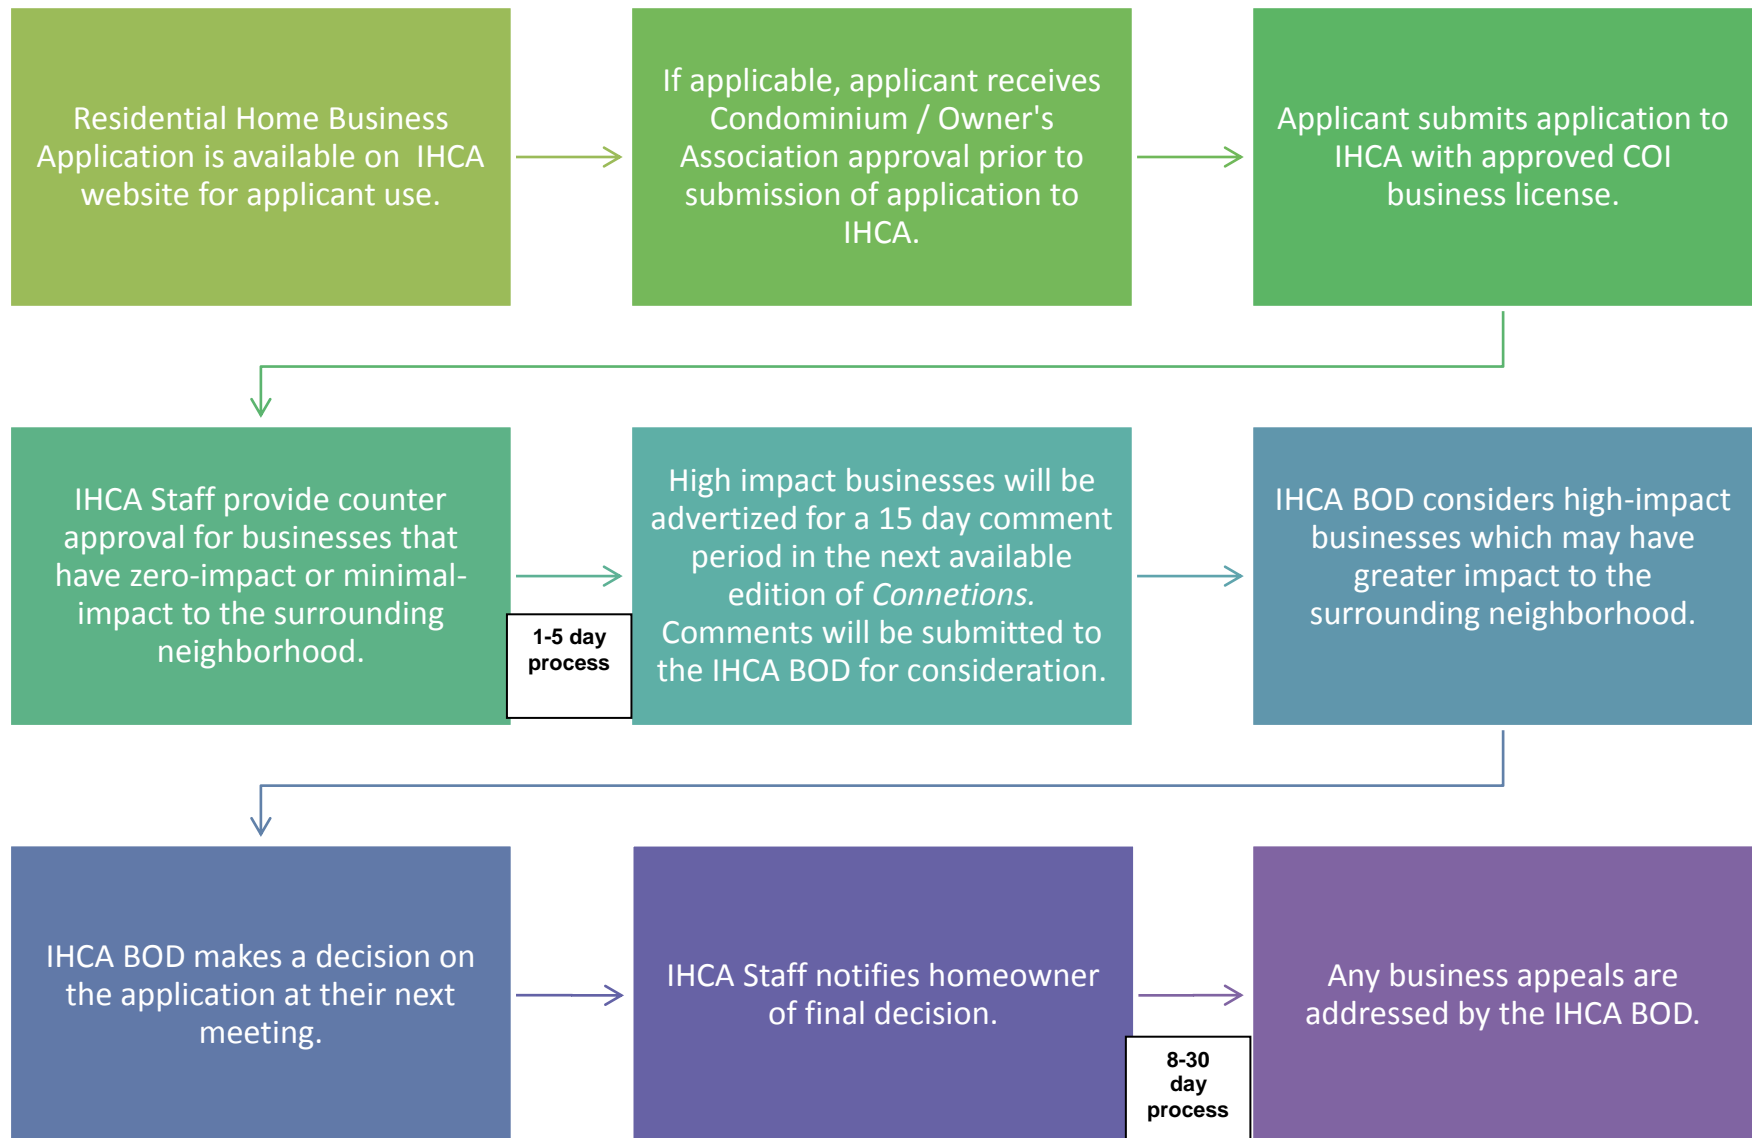 Residential Home Business
Application is available on IHCA
website for applicant use.
If applicable, applicant receives
Condominium / Owner's
Association approval prior to
submission of application to
IHCA.
Applicant submits application to
IHCA with approved COI
business license.
IHCA Staff provide counter
approval for businesses that
have zero-impact or minimal-
impact to the surrounding
neighborhood.
1-5 day
process
High impact businesses will be
advertized for a 15 day comment
period in the next available
edition of Connetions.
Comments will be submitted to
the IHCA BOD for consideration.
IHCA BOD considers high-impact
businesses which may have
greater impact to the
surrounding neighborhood.
IHCA BOD makes a decision on
the application at their next
meeting.
IHCA Staff notifies homeowner
of final decision.
8-30
day
process
Any business appeals are
addressed by the IHCA BOD.